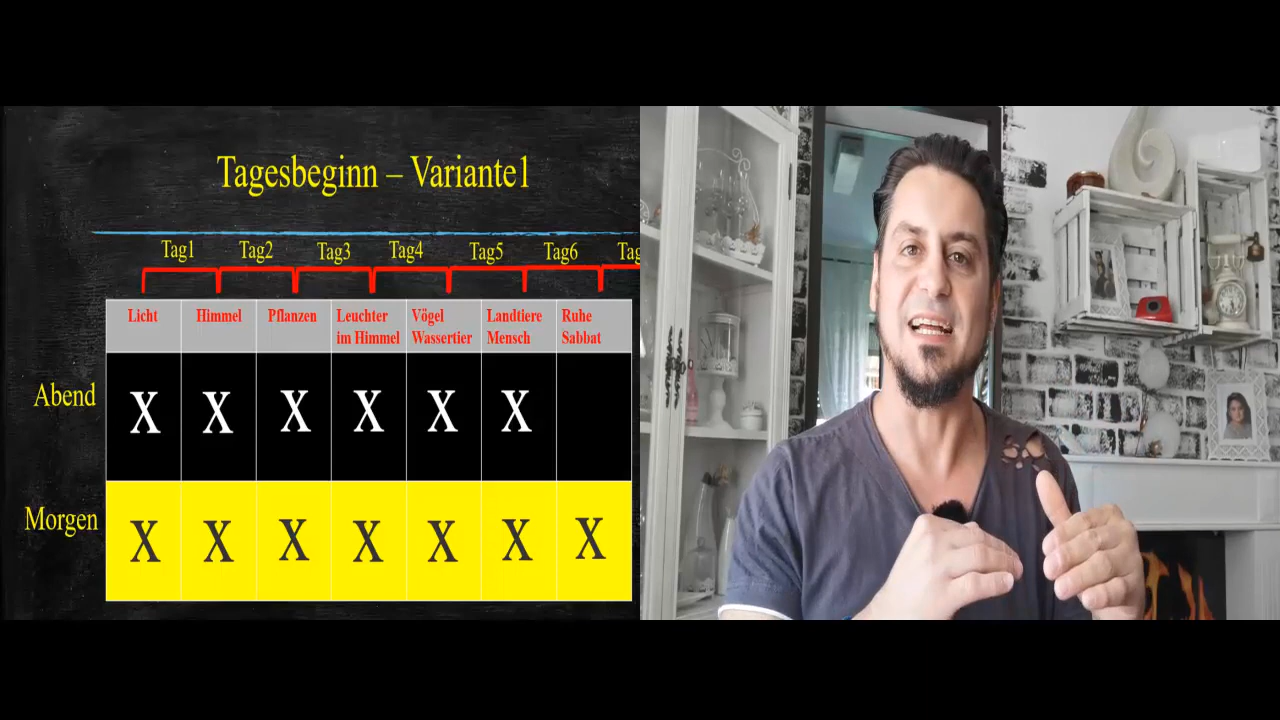 Tagesbeginn – Variante1
Tag1 Tag2 Tag3 Tag4 Tag5 Tag6 Tag
Licht Himmel Pflanzen Leuchter Vögel Landtiere Ruhe
im Himmel Wassertier Mensch Sabbat
Abend X X X X X X
Morgen X X X X X X X